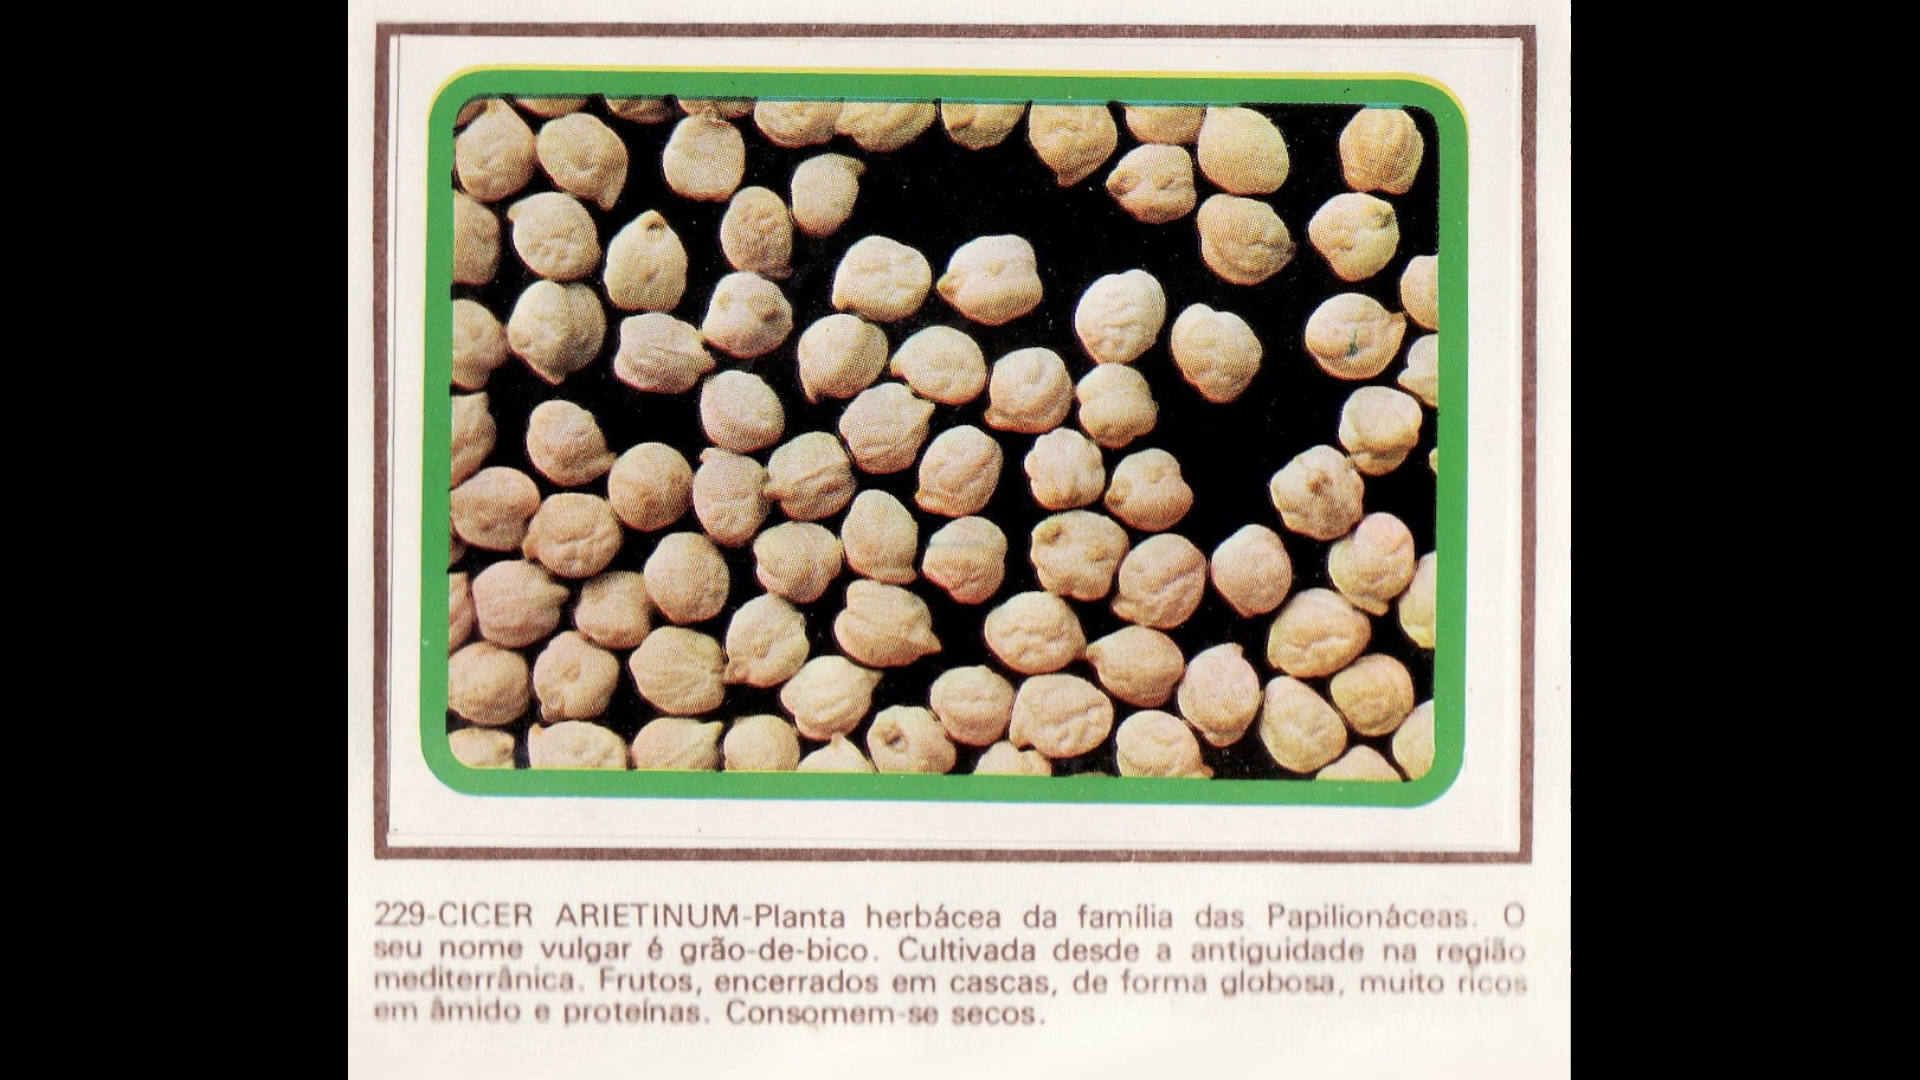 229-CICER ARIETINUM-Planta herbácea da família das Papilionáceas. O
seu nome vulgar é grão-de-bico. Cultivada desde a antiguidade na região
mediterrânica. Frutos, encerrados em cascas, de forma globosa, muito ricos
em âmido e proteínas. Consomem-se secos.